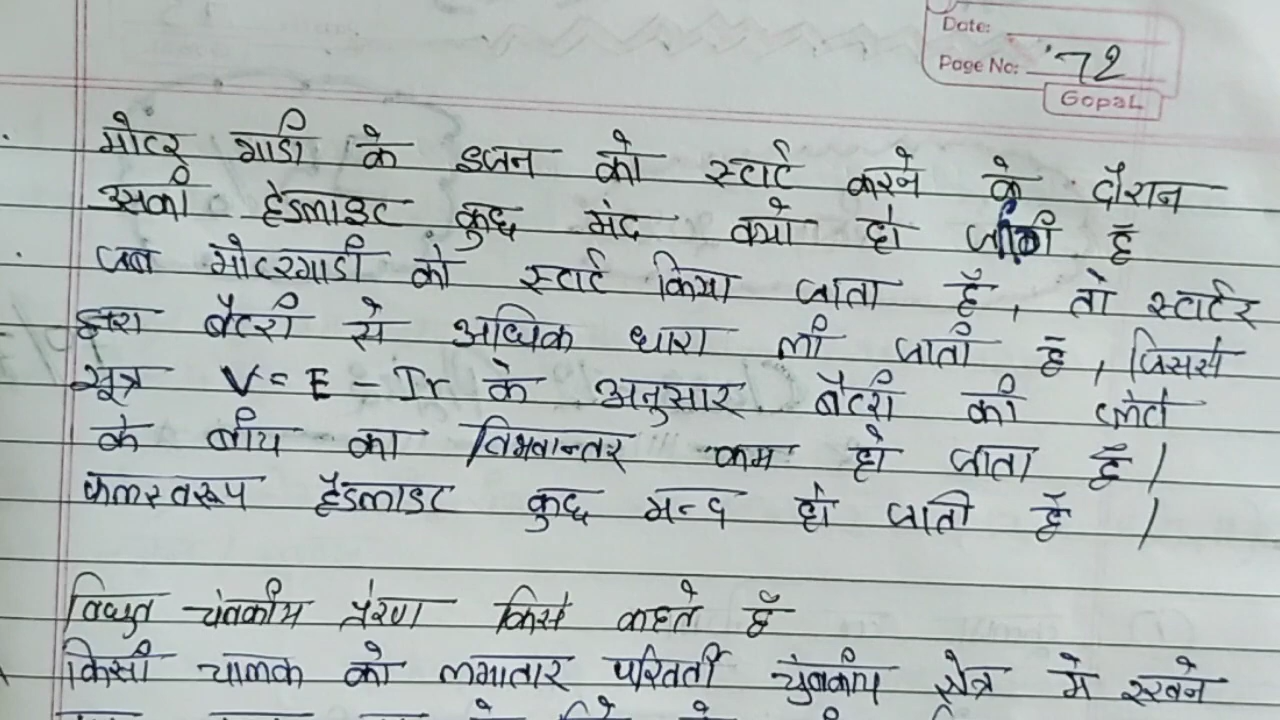 Date:
Page No: 72
Gopal
मोटर गाडी के इजन को स्टार्ट करने के दौरान
उसकी हेडलाइट कुछ मंद क्यो हो जाती है
जब मोटरगाडी को स्टार्ट किया जाता है, तो स्टार्टर
द्वारा बैटरी से अधिक धारा ली जाती है, जिससे
सूत्र V = E - Ir के अनुसार बैटरी की प्लेटो
के बीच का विभवान्तर कम हो जाता है।
फलस्वरूप हैडलाइट कुछ मन्द हो जाती है।
विधुत चंबकीय प्रेरण किसे कहते है
किसी चालक को लगातार परिवर्ती चुंबकीय क्षेत्र मे रखने